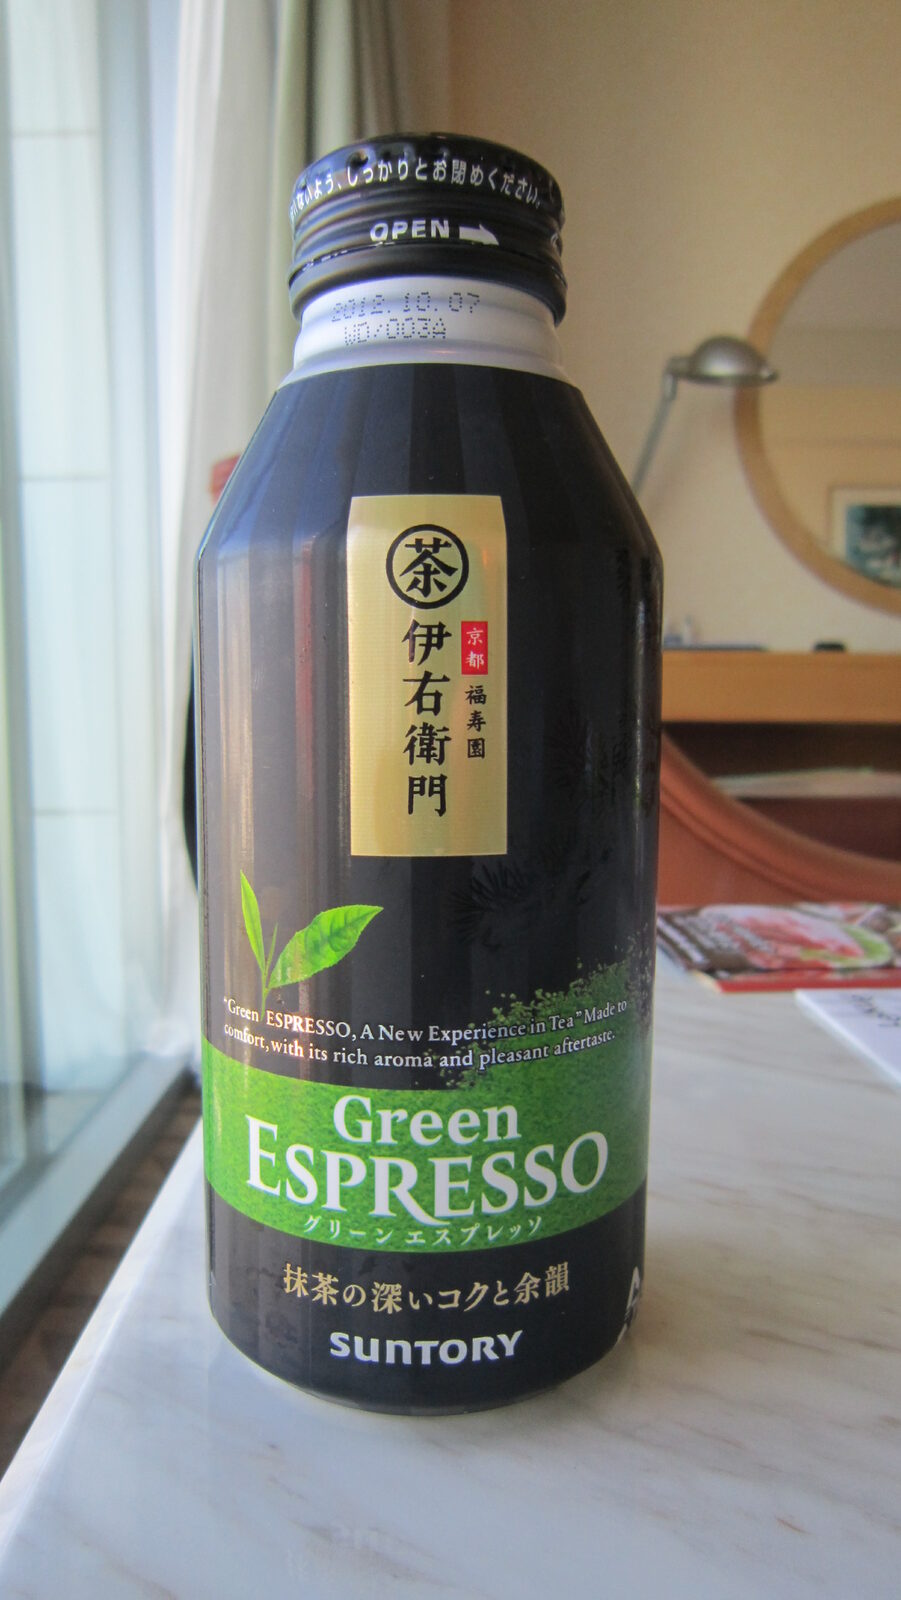 ないよう、しっかりとお閉めください。
OPEN
2012.10.07
WD/003A
茶
伊右衛門
京都
福寿園
"Green ESPRESSO, A New Experience in Tea" Made to
comfort, with its rich aroma and pleasant aftertaste.
Green
ESPRESSO
グリーン エスプレッソ
抹茶の深いコクと余韻
SUNTORY